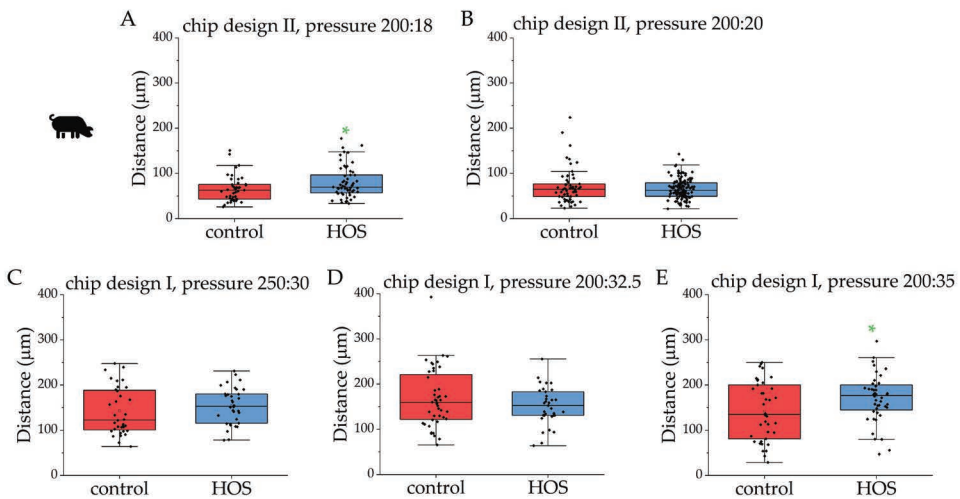 A
chip design II, pressure 200:18
Distance (μm)
400
300
200
100
0
*
control
HOS
B
chip design II, pressure 200:20
Distance (μm)
400
300
200
100
0
control
HOS
C
chip design I, pressure 250:30
Distance (μm)
400
300
200
100
0
control
HOS
D
chip design I, pressure 200:32.5
Distance (μm)
400
300
200
100
0
control
HOS
E
chip design I, pressure 200:35
Distance (μm)
400
300
200
100
0
*
control
HOS